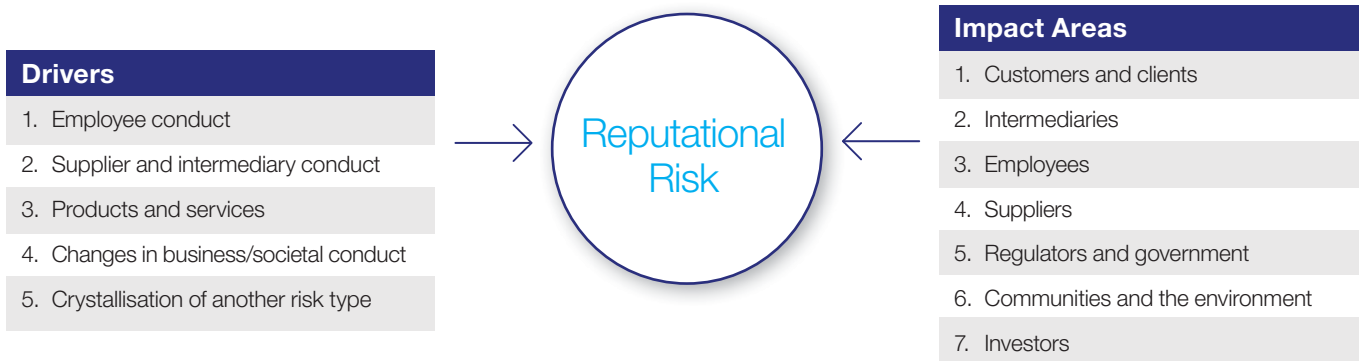 Drivers
1. Employee conduct
2. Supplier and intermediary conduct
3. Products and services
4. Changes in business/societal conduct
5. Crystallisation of another risk type
Reputational
Risk
Impact Areas
1. Customers and clients
2. Intermediaries
3. Employees
4. Suppliers
5. Regulators and government
6. Communities and the environment
7. Investors